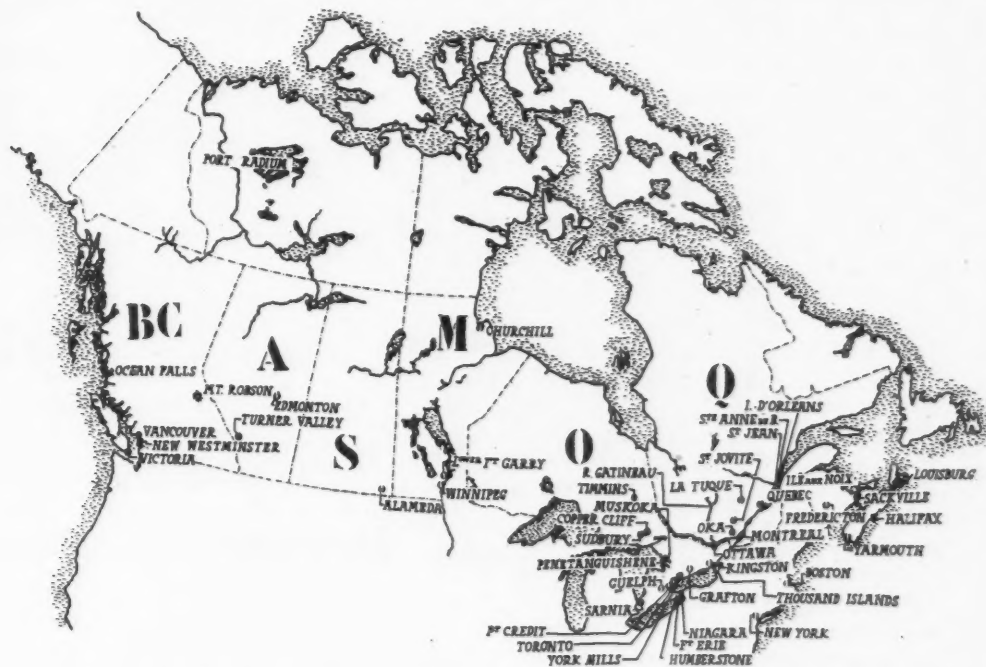 PORT RADIUM
BC
M
CHURCHILL
A
Q
OCEAN FALLS
MT. ROBSON
EDMONTON
TURNER VALLEY
I. D'ORLEANS
STE ANNE DE B.
ST JEAN
VANCOUVER
NEW WESTMINSTER
VICTORIA
S
LOWER FT GARRY
O
ST JOVITE
R GATINEAU
LA TUQUE
ILE AUX NOIX
LOUISBURG
TIMMINS
WINNIPEG
ALAMEDA
QUEBEC
SACKVILLE
MUSKOKA
COPPER CLIFF
FREDERICTON
HALIFAX
OKA
SUDBURY
MONTREAL
OTTAWA
YARMOUTH
PENETANGUISHENE
KINGSTON
BOSTON
GUELPH
GRAFTON
THOUSAND ISLANDS
SARNIA
PT CREDIT
NIAGARA
NEW YORK
TORONTO
FT ERIE
YORK MILLS
HUMBERSTONE